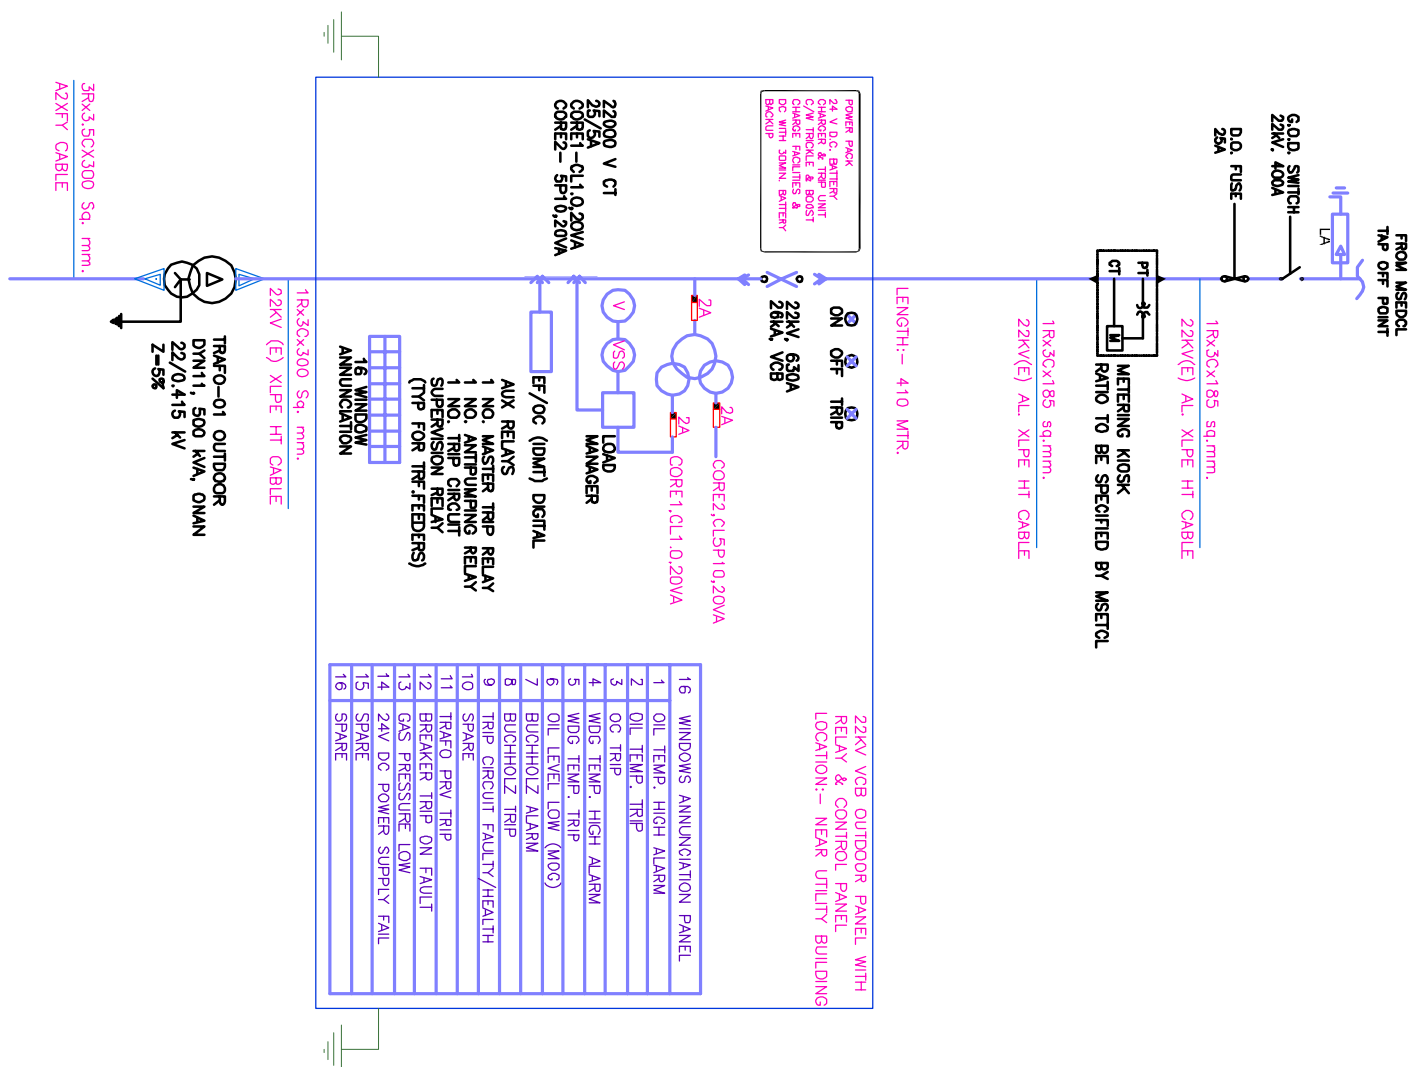 FROM MSEDCL
TAP OFF POINT
LA
G.O.D. SWITCH
22kV, 400A
D.O. FUSE
25A
1Rx3Cx185 sq.mm.
22KV(E) AL. XLPE HT CABLE
PT
CT
M
METERING KIOSK
RATIO TO BE SPECIFIED BY MSETCL
1Rx3Cx185 sq.mm.
22KV(E) AL. XLPE HT CABLE
LENGTH:- 410 MTR.
22KV VCB OUTDOOR PANEL WITH
RELAY & CONTROL PANEL
LOCATION:- NEAR UTILITY BUILDING
POWER PACK
24 V D.C. BATTERY
CHARGER & TRIP UNIT
C/W TRICKLE & BOOST
CHARGE FACILITIES &
DC WITH 30MIN. BATTERY
BACKUP
ON OFF TRIP
22kV, 630A
26kA, VCB
2A
2A
2A
CORE2,CL5P10,20VA
CORE1,CL1.0,20VA
22000 V CT
25/5A
CORE1-CL1.0,20VA
CORE2- 5P10,20VA
V
VSS
LOAD
MANAGER
EF/OC (IDMT) DIGITAL
AUX RELAYS
1 NO. MASTER TRIP RELAY
1 NO. ANTIPUMPING RELAY
1 NO. TRIP CIRCUIT
SUPERVISION RELAY
(TYP FOR TRF.FEEDERS)
16 WINDOW
ANNUNCIATION
16 WINDOWS ANNUNCIATION PANEL
1 OIL TEMP. HIGH ALARM
2 OIL TEMP. TRIP
3 OC TRIP
4 WDG TEMP. HIGH ALARM
5 WDG TEMP. TRIP
6 OIL LEVEL LOW (MOG)
7 BUCHHOLZ ALARM
8 BUCHHOLZ TRIP
9 TRIP CIRCUIT FAULTY/HEALTH
10 SPARE
11 TRAFO PRV TRIP
12 BREAKER TRIP ON FAULT
13 GAS PRESSURE LOW
14 24V DC POWER SUPPLY FAIL
15 SPARE
16 SPARE
1Rx3Cx300 Sq. mm.
22KV (E) XLPE HT CABLE
TRAFO-01 OUTDOOR
DYN11, 500 kVA, ONAN
22/0.415 kV
Z=5%
3Rx3.5CX300 Sq. mm.
A2XFY CABLE